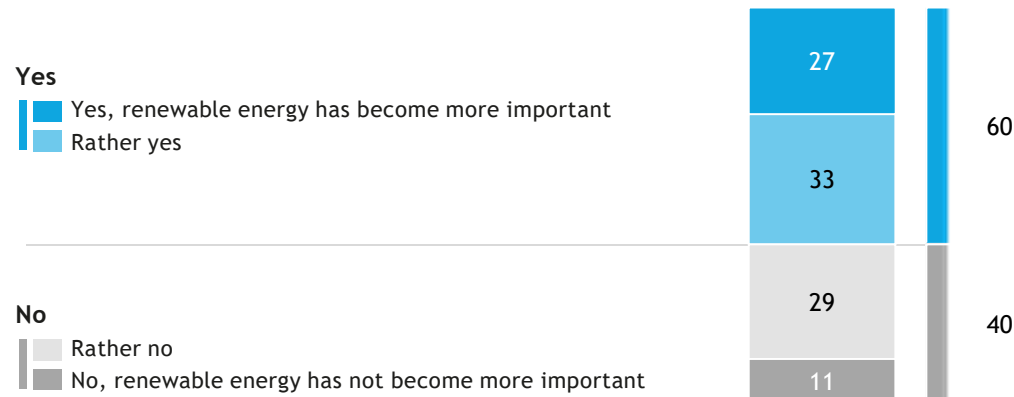 27
Yes
Yes, renewable energy has become more important
60
Rather yes
33
29
No
40
Rather no
No, renewable energy has not become more important
11